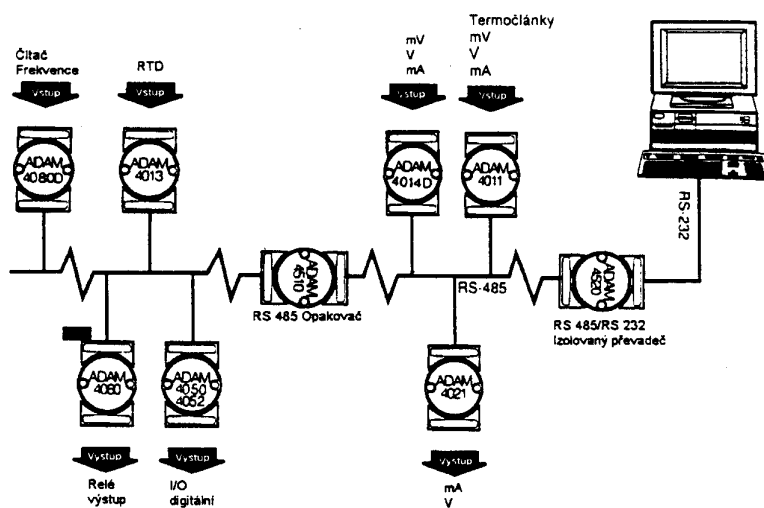 Čítač
Frekvence
Vstup
ADAM
4080D
RTD
Vstup
ADAM
4013
mV
V
mA
Vstup
ADAM
4014D
Termočlánky
mV
V
mA
Vstup
ADAM
4011
RS-232
ADAM
4510
RS 485 Opakovač
RS-485
ADAM
4520
RS 485/RS 232
Izolovaný převadeč
ADAM
4060
Výstup
Relé
výstup
ADAM
4050
4052
Výstup
I/O
digitální
ADAM
4021
Výstup
mA
V